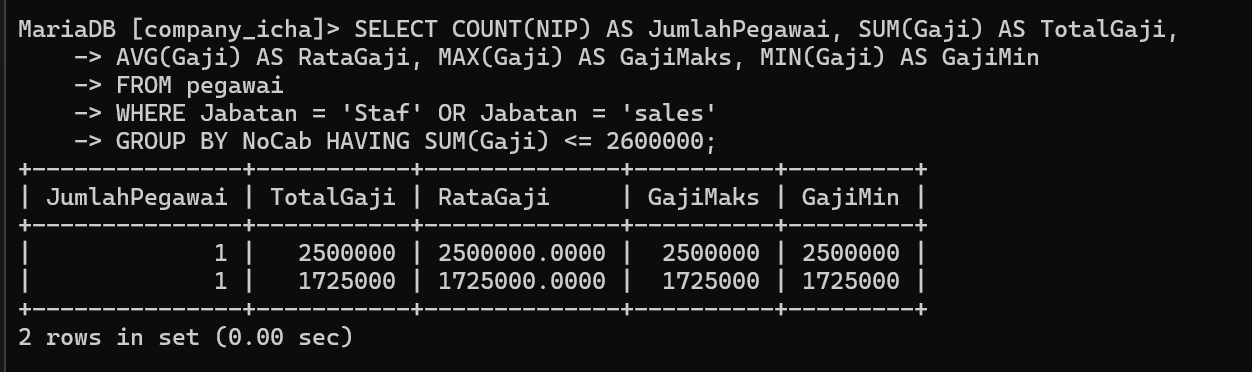 MariaDB [company_icha]> SELECT COUNT(NIP) AS JumlahPegawai, SUM(Gaji) AS TotalGaji,
    -> AVG(Gaji) AS RataGaji, MAX(Gaji) AS GajiMaks, MIN(Gaji) AS GajiMin
    -> FROM pegawai
    -> WHERE Jabatan = 'Staf' OR Jabatan = 'sales'
    -> GROUP BY NoCab HAVING SUM(Gaji) <= 2600000;
+---------------+-----------+--------------+----------+---------+
| JumlahPegawai | TotalGaji | RataGaji     | GajiMaks | GajiMin |
+---------------+-----------+--------------+----------+---------+
|             1 |   2500000 | 2500000.0000 |  2500000 | 2500000 |
|             1 |   1725000 | 1725000.0000 |  1725000 | 1725000 |
+---------------+-----------+--------------+----------+---------+
2 rows in set (0.00 sec)